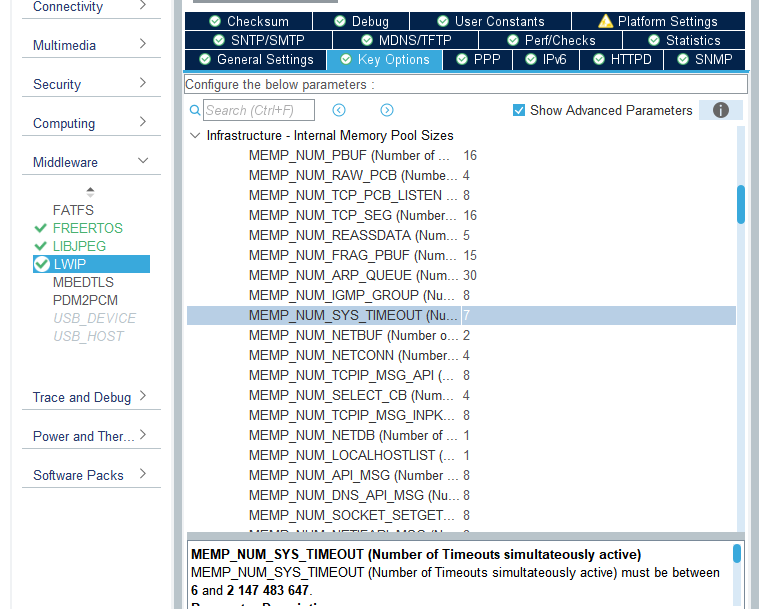 Connectivity
Multimedia
Security
Computing
Middleware
FATFS
FREERTOS
LIBJPEG
LWIP
MBEDTLS
PDM2PCM
USB_DEVICE
USB_HOST
Trace and Debug
Power and Ther...
Software Packs
Checksum Debug User Constants Platform Settings
SNTP/SMTP MDNS/TFTP Perf/Checks Statistics
General Settings Key Options PPP IPv6 HTTPD SNMP
Configure the below parameters :
Search (Ctrl+F) Show Advanced Parameters
Infrastructure - Internal Memory Pool Sizes
MEMP_NUM_PBUF (Number of ... 16
MEMP_NUM_RAW_PCB (Numbe... 4
MEMP_NUM_TCP_PCB_LISTEN ... 8
MEMP_NUM_TCP_SEG (Number... 16
MEMP_NUM_REASSDATA (Num... 5
MEMP_NUM_FRAG_PBUF (Num... 15
MEMP_NUM_ARP_QUEUE (Num... 30
MEMP_NUM_IGMP_GROUP (Nu... 8
MEMP_NUM_SYS_TIMEOUT (Nu... 7
MEMP_NUM_NETBUF (Number o... 2
MEMP_NUM_NETCONN (Number... 4
MEMP_NUM_TCPIP_MSG_API (... 8
MEMP_NUM_SELECT_CB (Num... 4
MEMP_NUM_TCPIP_MSG_INPK... 8
MEMP_NUM_NETDB (Number of ... 1
MEMP_NUM_LOCALHOSTLIST (... 1
MEMP_NUM_API_MSG (Number ... 8
MEMP_NUM_DNS_API_MSG (Nu... 8
MEMP_NUM_SOCKET_SETGET... 8
MEMP_NUM_SYS_TIMEOUT (Number of Timeouts simultateously active)
MEMP_NUM_SYS_TIMEOUT (Number of Timeouts simultateously active) must be between
6 and 2 147 483 647.